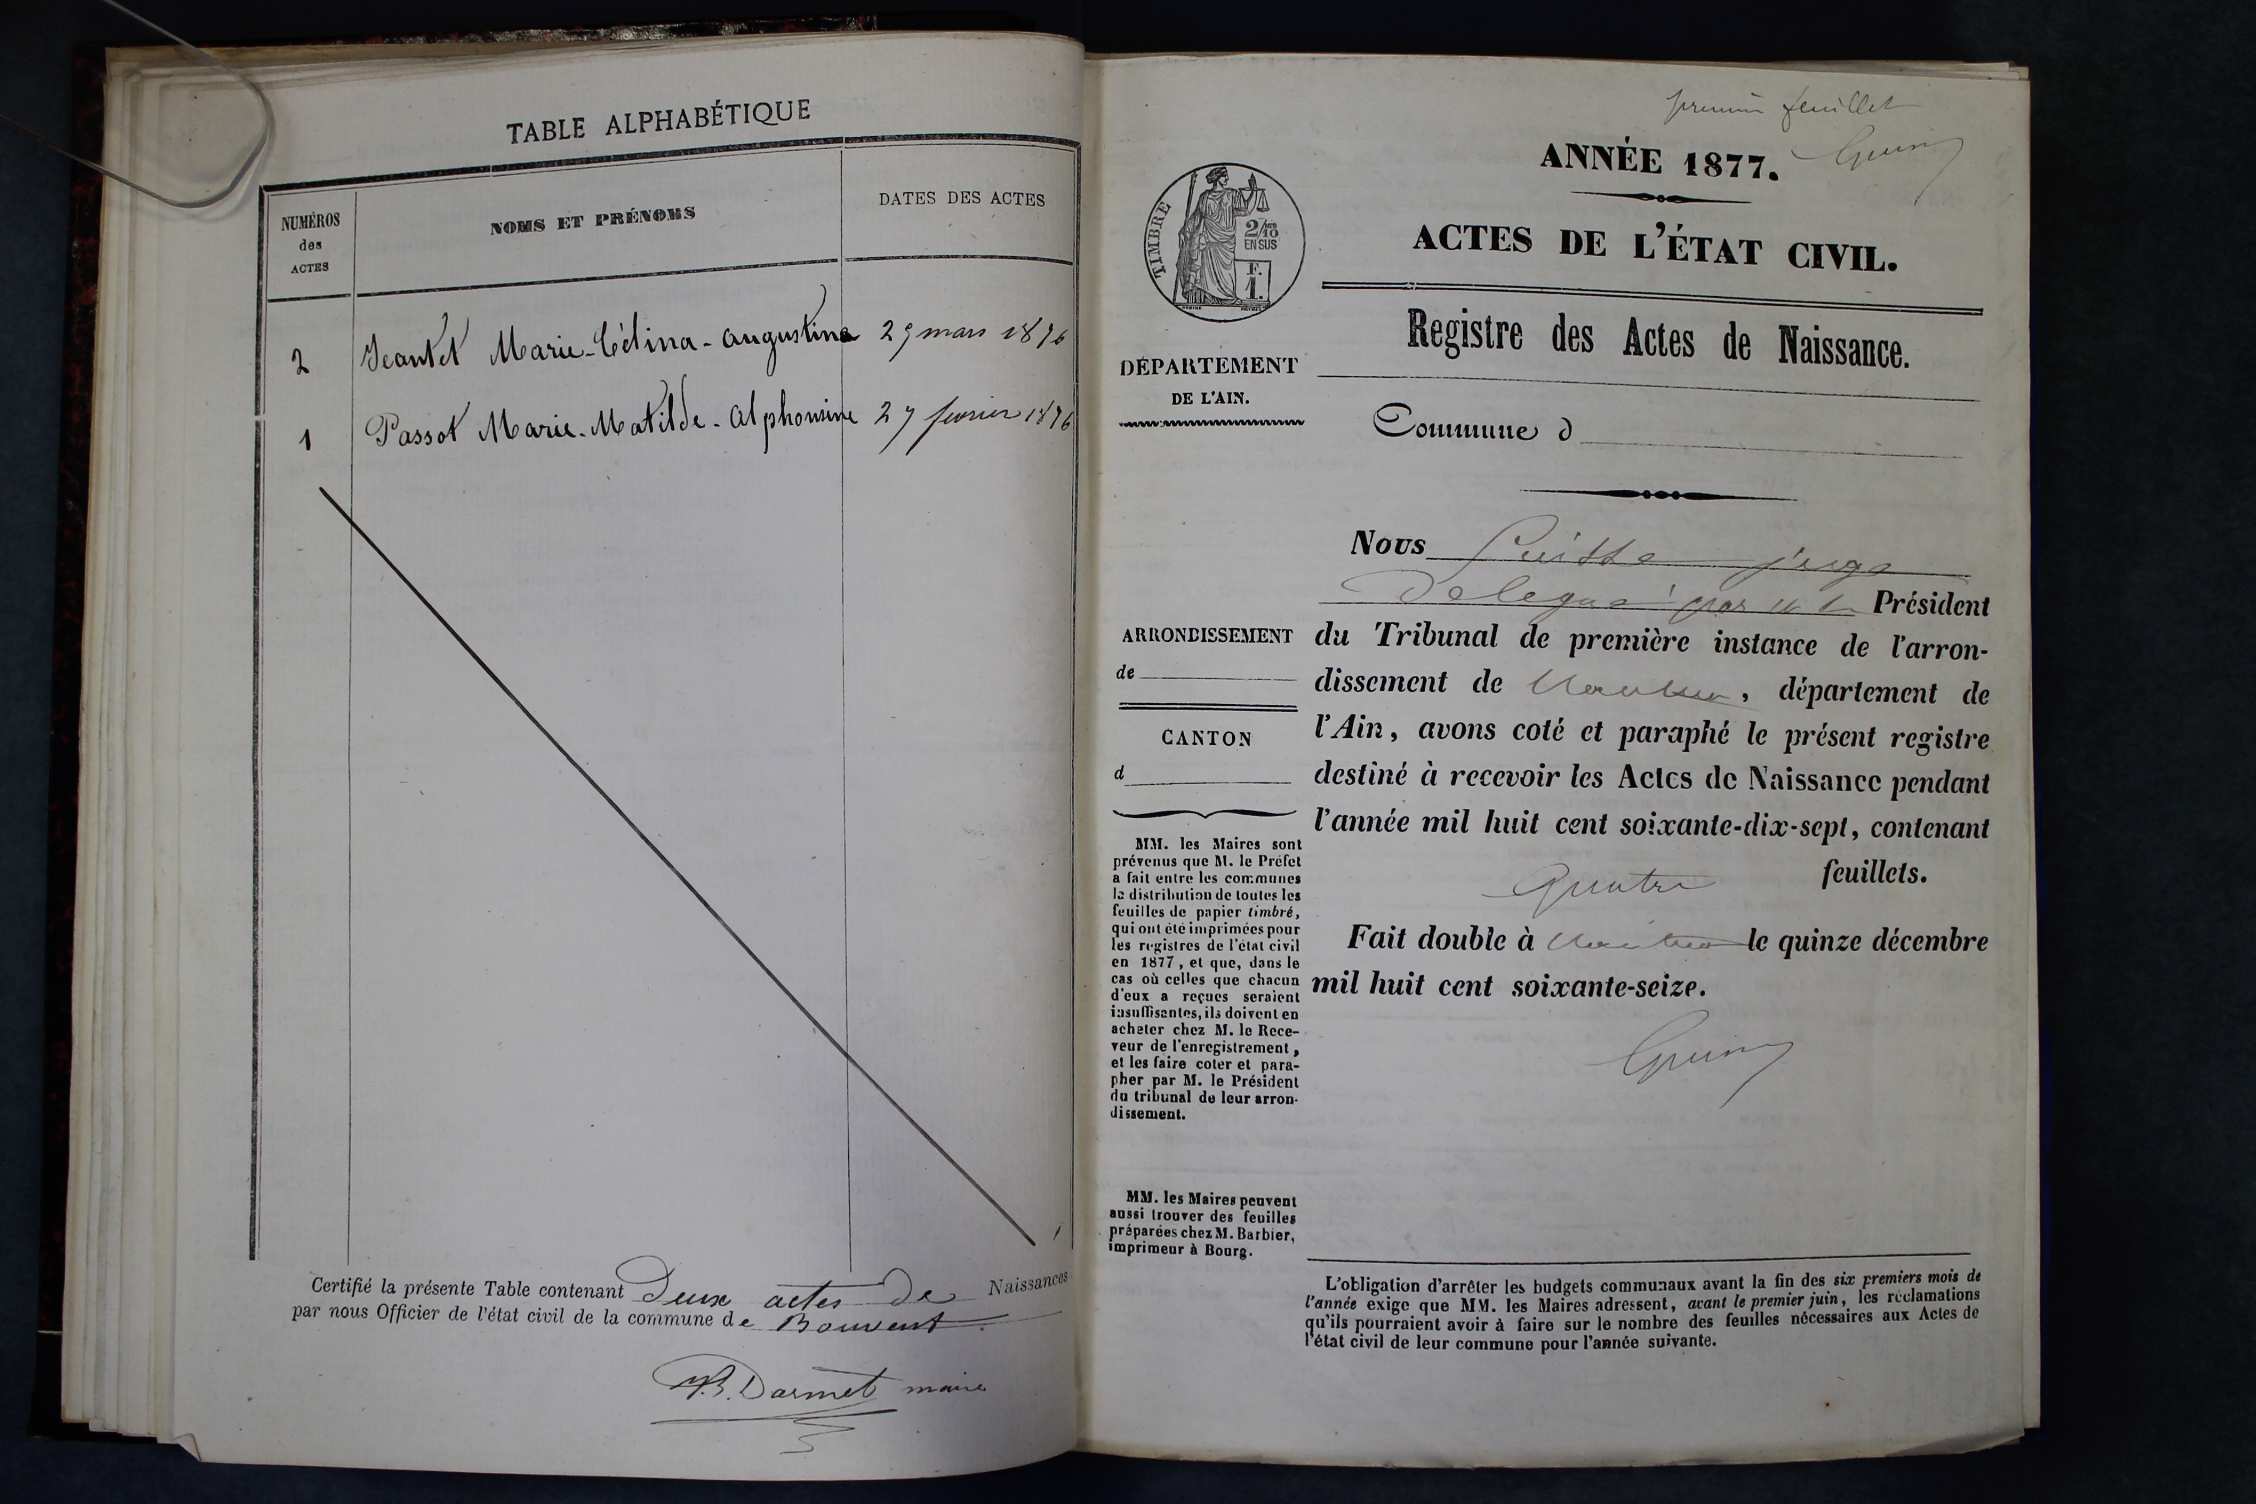 TABLE ALPHABÉTIQUE
NUMÉROS
des
ACTES
NOMS ET PRÉNOMS
DATES DES ACTES
2 Jeantet Marie-Célina-Augustine 29 mars 1876
1 Passot Marie-Matilde-Alphonsine 27 fevrier 1876
Certifié la présente Table contenant Deux actes de Naissances
par nous Officier de l'état civil de la commune de Bouvent
Darmet maire
premier feuillet
ANNÉE 1877.
ACTES DE L'ÉTAT CIVIL.
TIMBRE
2/10
EN SUS
F.
1.
Registre des Actes de Naissance.
DÉPARTEMENT
DE L'AIN.
Commune d
Nous juge
Délégué par Président
ARRONDISSEMENT
de
du Tribunal de première instance de l'arron-
dissement de Nantua, département de
CANTON
d
l'Ain, avons coté et paraphé le présent registre
destiné à recevoir les Actes de Naissance pendant
l'année mil huit cent soixante-dix-sept, contenant
quatre feuillets.
Fait double à Nantua le quinze décembre
mil huit cent soixante-seize.
MM. les Maires sont
prévenus que M. le Préfet
a fait entre les communes
la distribution de toutes les
feuilles de papier timbré,
qui ont été imprimées pour
les registres de l'état civil
en 1877, et que, dans le
cas où celles que chacun
d'eux a reçues seraient
insuffisantes, ils doivent en
acheter chez M. le Rece-
veur de l'enregistrement,
et les faire coter et para-
pher par M. le Président
du tribunal de leur arron-
dissement.
MM. les Maires peuvent
aussi trouver des feuilles
préparées chez M. Barbier,
imprimeur à Bourg.
L'obligation d'arrêter les budgets communaux avant la fin des six premiers mois de
l'année exige que MM. les Maires adressent, avant le premier juin, les réclamations
qu'ils pourraient avoir à faire sur le nombre des feuilles nécessaires aux Actes de
l'état civil de leur commune pour l'année suivante.